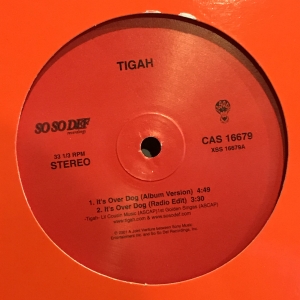 TIGAH
SO SO DEF
recordings
33 1/3 RPM
STEREO
CAS 16679
XSS 16679A
1. It's Over Dog (Album Version) 4:49
2. It's Over Dog (Radio Edit) 3:30